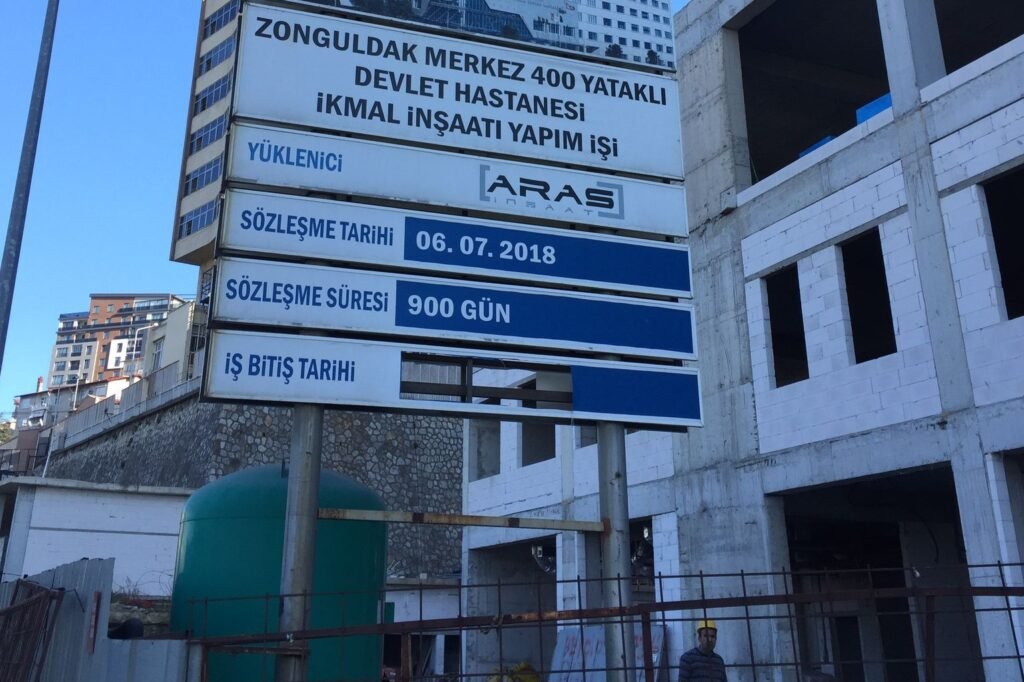 ZONGULDAK MERKEZ 400 YATAKLI
DEVLET HASTANESİ
İKMAL İNŞAATI YAPIM İŞİ
YÜKLENİCİ
ARAS
İNŞAAT
SÖZLEŞME TARİHİ
06. 07. 2018
SÖZLEŞME SÜRESİ
900 GÜN
İŞ BİTİŞ TARİHİ